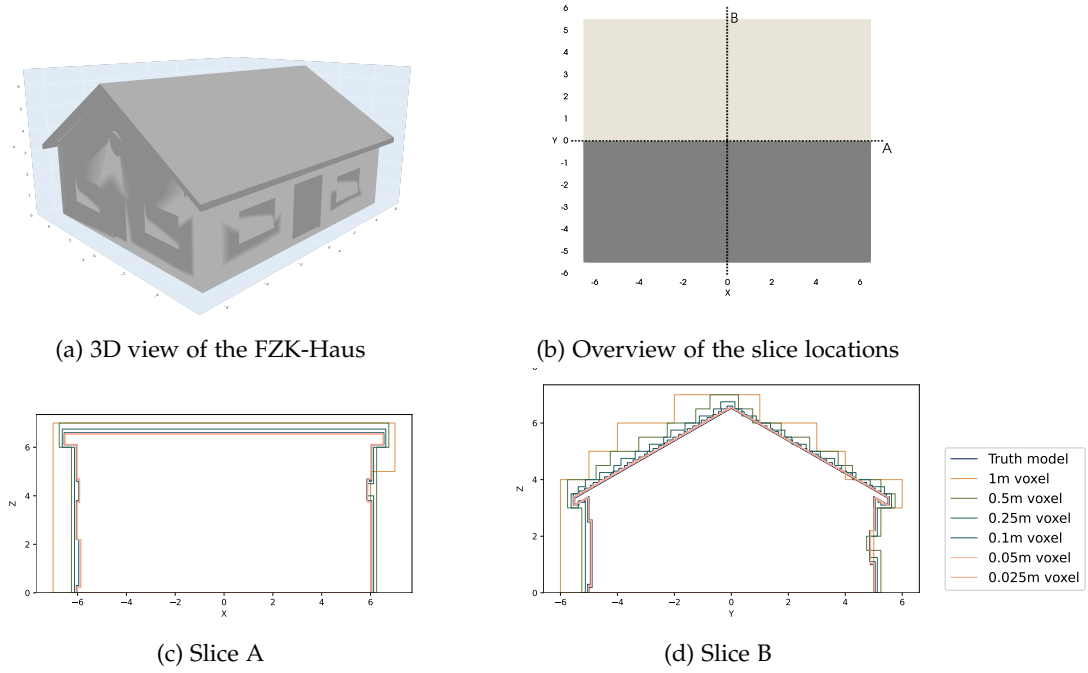 B
6
5
4
3
2
1
Y 0
A
-1
-2
-3
-4
-5
-6
-6 -4 -2 0 2 4 6
X
(a) 3D view of the FZK-Haus
(b) Overview of the slice locations
6
4
2
0
Z
−6 −4 −2 0 2 4 6
X
6
4
2
0
Z
−6 −4 −2 0 2 4 6
Y
Truth model
1m voxel
0.5m voxel
0.25m voxel
0.1m voxel
0.05m voxel
0.025m voxel
(c) Slice A
(d) Slice B